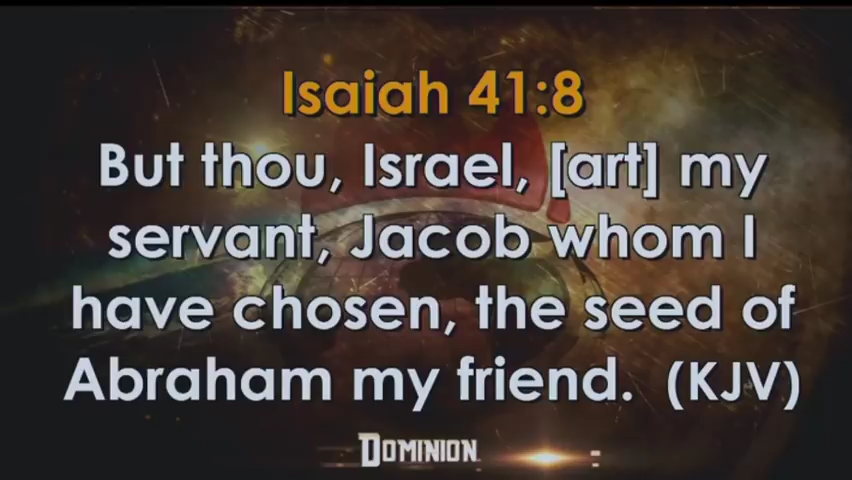 Isaiah 41:8
But thou, Israel, [art] my
servant, Jacob whom I
have chosen, the seed of
Abraham my friend. (KJV)
DOMINION